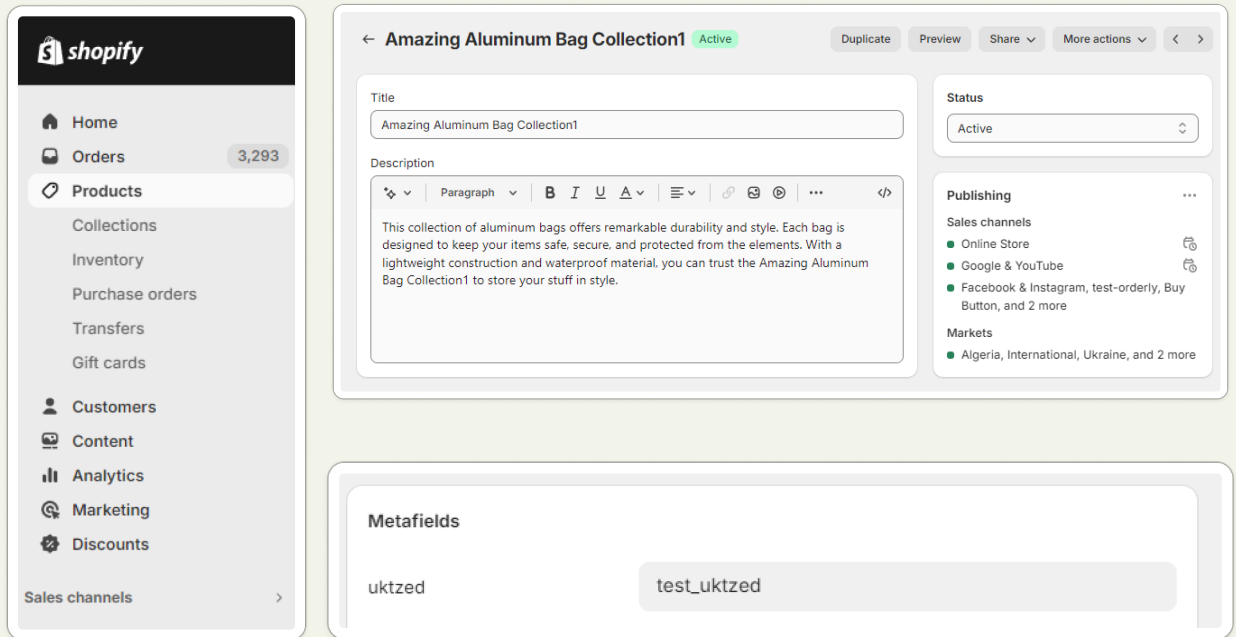 shopify
Home
Orders 3,293
Products
Collections
Inventory
Purchase orders
Transfers
Gift cards
Customers
Content
Analytics
Marketing
Discounts
Sales channels
Amazing Aluminum Bag Collection1 Active Duplicate Preview Share More actions
Title
Amazing Aluminum Bag Collection1
Description
Paragraph B I U A
This collection of aluminum bags offers remarkable durability and style. Each bag is
designed to keep your items safe, secure, and protected from the elements. With a
lightweight construction and waterproof material, you can trust the Amazing Aluminum
Bag Collection1 to store your stuff in style.
Status
Active
Publishing
Sales channels
Online Store
Google & YouTube
Facebook & Instagram, test-orderly, Buy
Button, and 2 more
Markets
Algeria, International, Ukraine, and 2 more
Metafields
uktzed test_uktzed